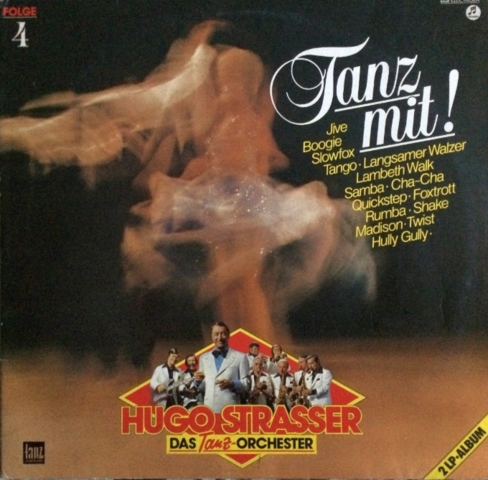 FOLGE
4
Tanz
mit!
Jive
Boogie
Slowfox
Tango · Langsamer Walzer
Lambeth Walk
Samba · Cha-Cha
Quickstep · Foxtrott
Rumba · Shake
Madison · Twist
Hully Gully ·
HUGO STRASSER
DAS Tanz-ORCHESTER
tanz
2 LP-ALBUM